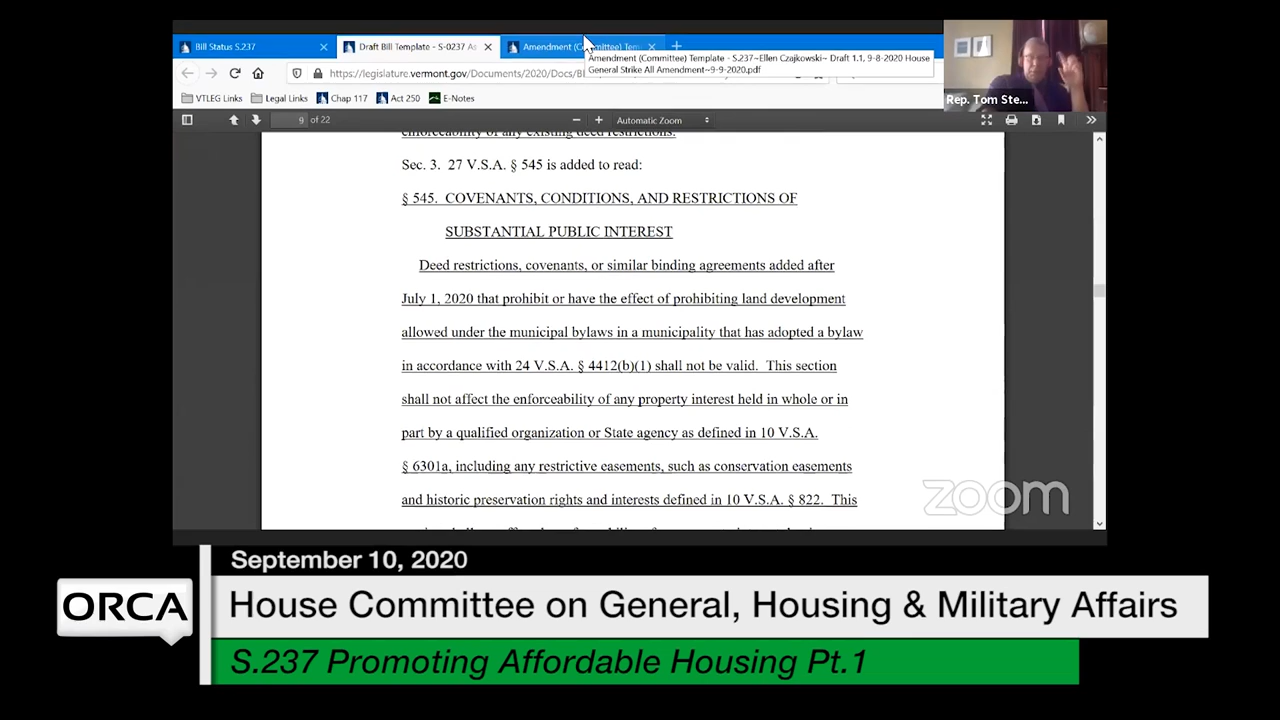 Bill Status S.237
Draft Bill Template - S-0237 As
Amendment (Committee) Tem
Amendment (Committee) Template - S.237~Ellen Czajkowski~ Draft 1.1, 9-8-2020 House
General Strike All Amendment~9-9-2020.pdf
https://legislature.vermont.gov/Documents/2020/Docs/BI
VTLEG Links
Legal Links
Chap 117
Act 250
E-Notes
Rep. Tom Ste...
9 of 22
Automatic Zoom
enforceability of any existing deed restrictions.
Sec. 3. 27 V.S.A. § 545 is added to read:
§ 545. COVENANTS, CONDITIONS, AND RESTRICTIONS OF
SUBSTANTIAL PUBLIC INTEREST
Deed restrictions, covenants, or similar binding agreements added after
July 1, 2020 that prohibit or have the effect of prohibiting land development
allowed under the municipal bylaws in a municipality that has adopted a bylaw
in accordance with 24 V.S.A. § 4412(b)(1) shall not be valid. This section
shall not affect the enforceability of any property interest held in whole or in
part by a qualified organization or State agency as defined in 10 V.S.A.
§ 6301a, including any restrictive easements, such as conservation easements
and historic preservation rights and interests defined in 10 V.S.A. § 822. This
zoom
September 10, 2020
ORCA
House Committee on General, Housing & Military Affairs
S.237 Promoting Affordable Housing Pt.1